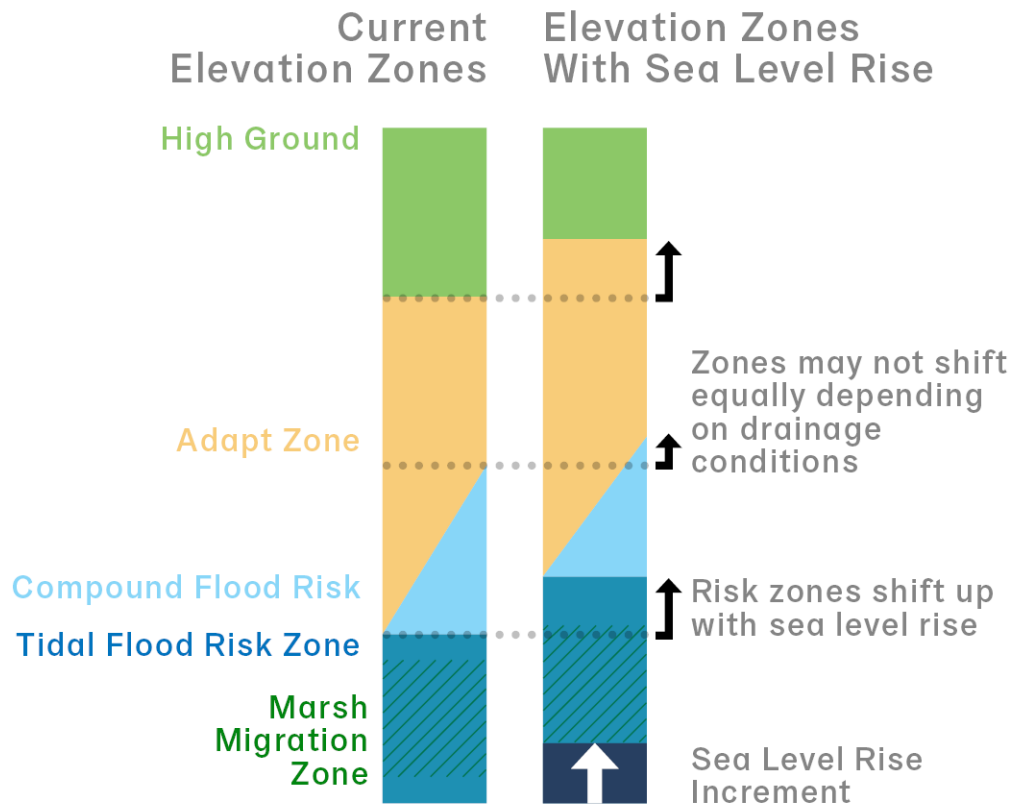 Current
Elevation Zones
Elevation Zones
With Sea Level Rise
High Ground
Adapt Zone
Compound Flood Risk
Tidal Flood Risk Zone
Marsh
Migration
Zone
Zones may not shift
equally depending
on drainage
conditions
Risk zones shift up
with sea level rise
Sea Level Rise
Increment